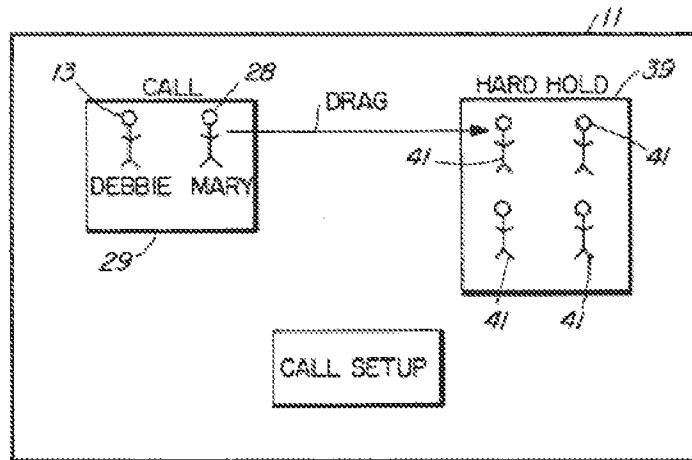 11
13 CALL 28 HARD HOLD 39
DRAG
41 41
DEBBIE MARY
29
41 41
CALL SETUP